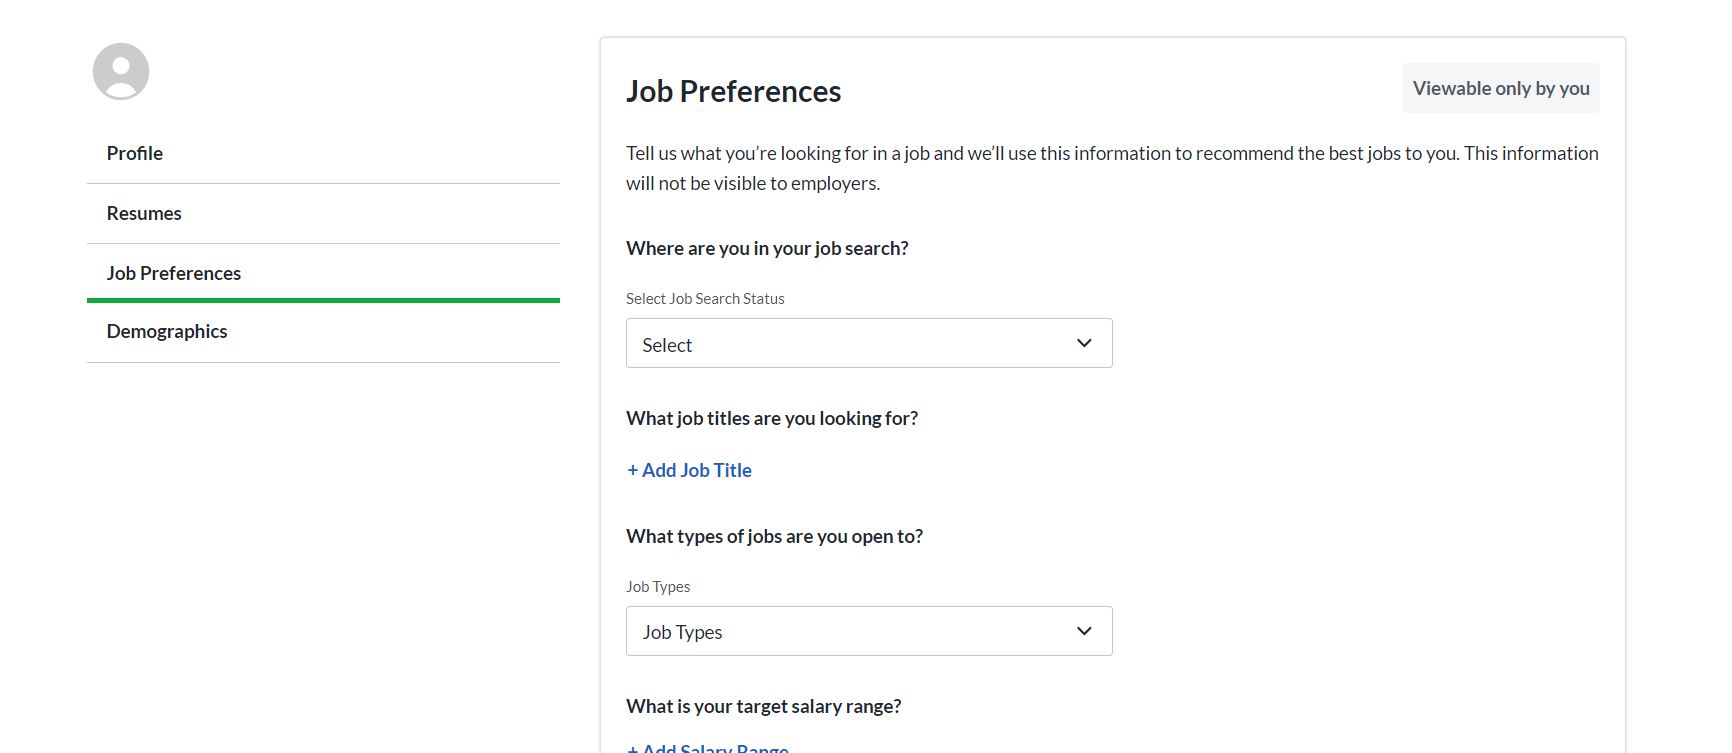 Profile
Resumes
Job Preferences
Demographics
Job Preferences
Viewable only by you
Tell us what you’re looking for in a job and we’ll use this information to recommend the best jobs to you. This information
will not be visible to employers.
Where are you in your job search?
Select Job Search Status
Select
What job titles are you looking for?
+ Add Job Title
What types of jobs are you open to?
Job Types
Job Types
What is your target salary range?
+ Add Salary Range